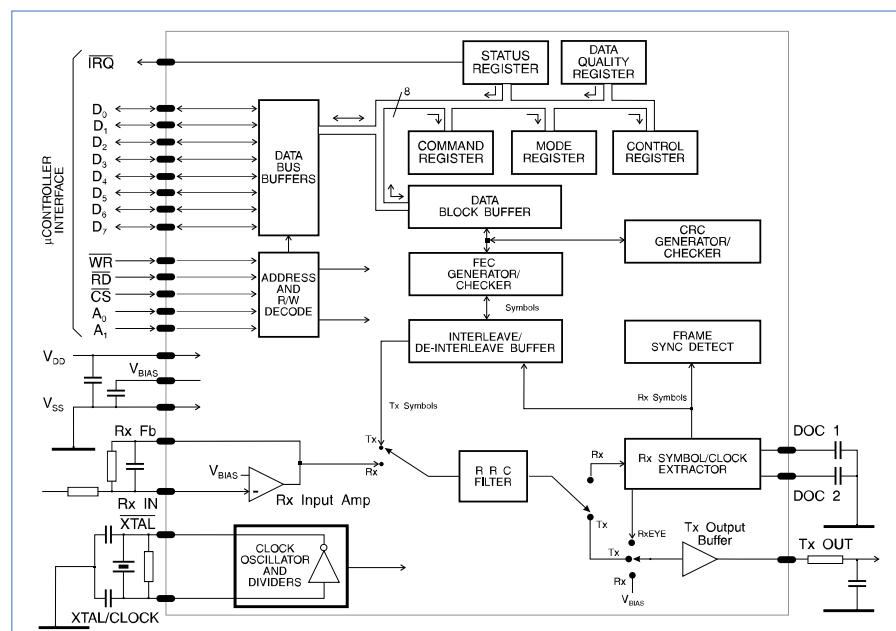 STATUS
REGISTER
DATA
QUALITY
REGISTER
IRQ
8
D0
D1
D2
D3
D4
D5
D6
D7
DATA
BUS
BUFFERS
COMMAND
REGISTER
MODE
REGISTER
CONTROL
REGISTER
µCONTROLLER
INTERFACE
DATA
BLOCK BUFFER
CRC
GENERATOR/
CHECKER
WR
RD
CS
A0
A1
ADDRESS
AND
R/W
DECODE
FEC
GENERATOR/
CHECKER
Symbols
INTERLEAVE/
DE-INTERLEAVE BUFFER
FRAME
SYNC DETECT
VDD
VBIAS
VSS
Tx Symbols
Rx Symbols
Rx Fb
Tx
Rx
VBIAS
-
Rx Input Amp
Rx IN
R R C
FILTER
Rx
Tx
Rx SYMBOL/CLOCK
EXTRACTOR
DOC 1
DOC 2
XTAL
CLOCK
OSCILLATOR
AND
DIVIDERS
XTAL/CLOCK
RxEYE
Tx
Rx
VBIAS
Tx Output
Buffer
Tx OUT